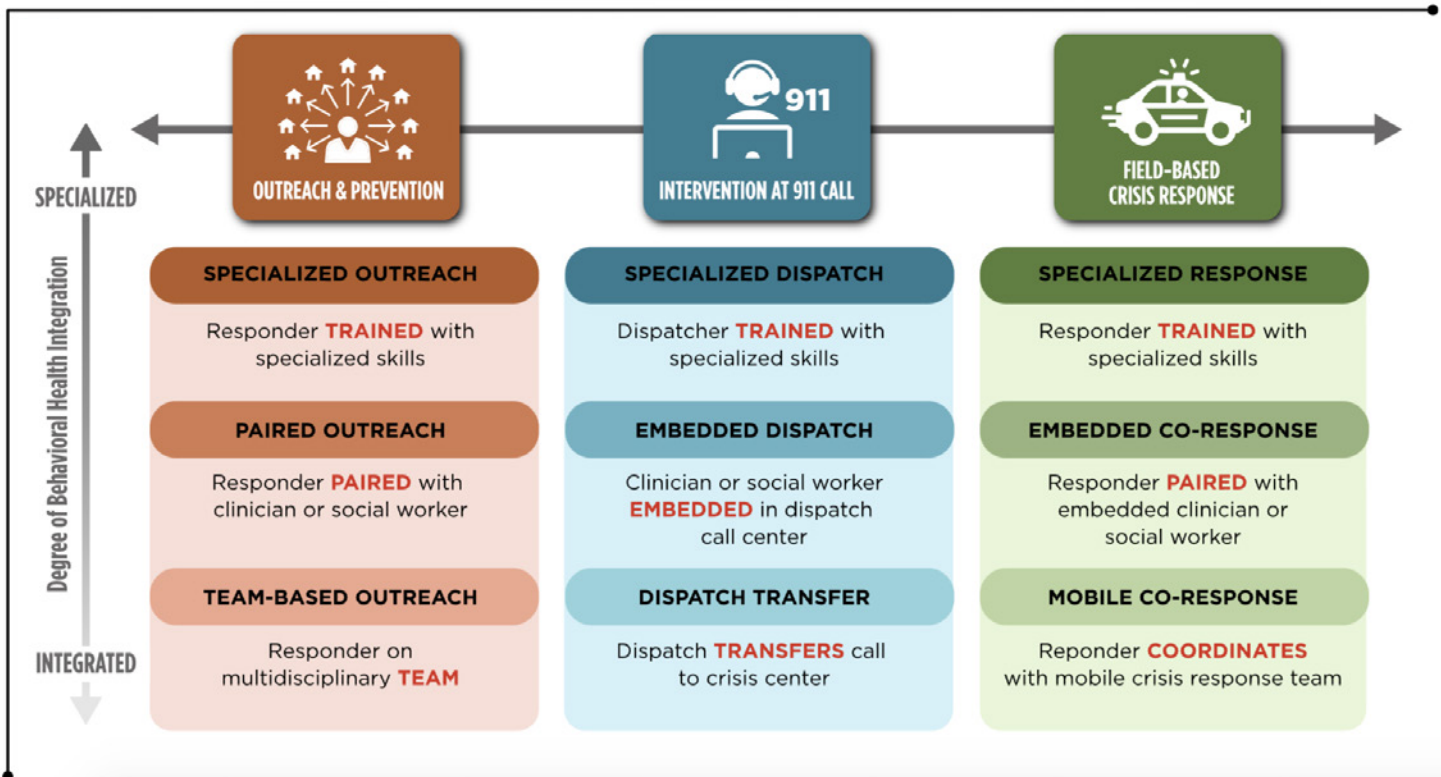 911
OUTREACH & PREVENTION
INTERVENTION AT 911 CALL
FIELD-BASED
CRISIS RESPONSE
SPECIALIZED
Degree of Behavioral Health Integration
INTEGRATED
SPECIALIZED OUTREACH
Responder TRAINED with
specialized skills
PAIRED OUTREACH
Responder PAIRED with
clinician or social worker
TEAM-BASED OUTREACH
Responder on
multidisciplinary TEAM
SPECIALIZED DISPATCH
Dispatcher TRAINED with
specialized skills
EMBEDDED DISPATCH
Clinician or social worker
EMBEDDED in dispatch
call center
DISPATCH TRANSFER
Dispatch TRANSFERS call
to crisis center
SPECIALIZED RESPONSE
Responder TRAINED with
specialized skills
EMBEDDED CO-RESPONSE
Responder PAIRED with
embedded clinician or
social worker
MOBILE CO-RESPONSE
Reponder COORDINATES
with mobile crisis response team